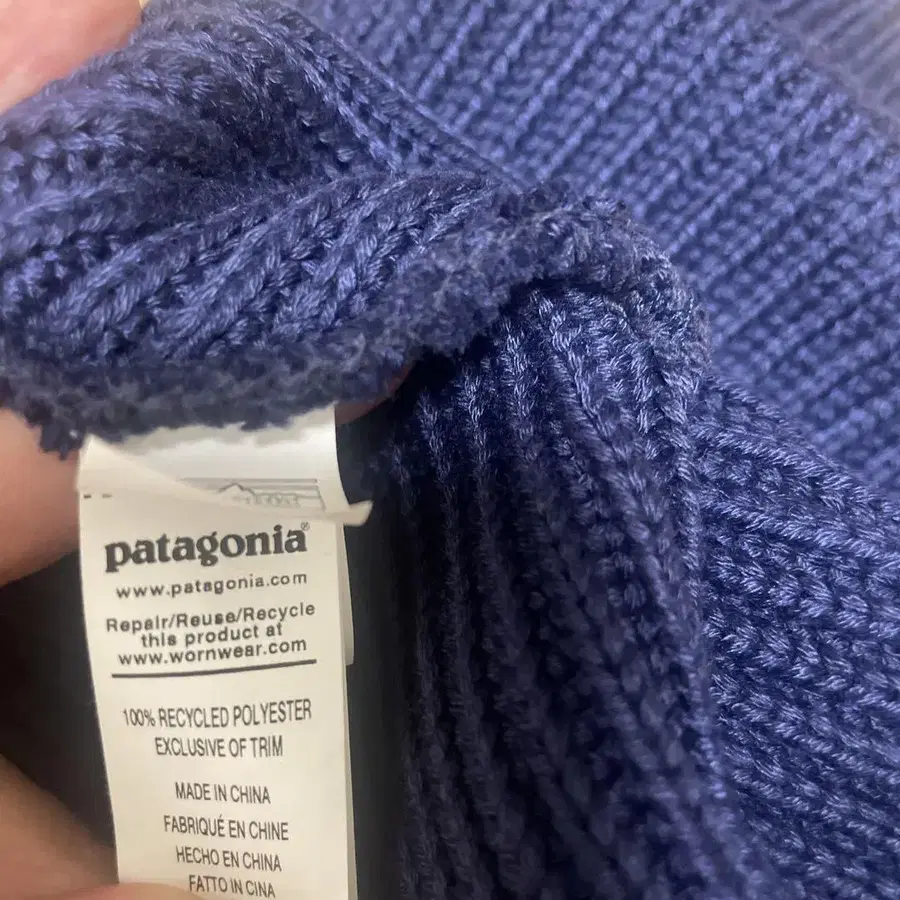 patagonia®
www.patagonia.com
Repair/Reuse/Recycle
this product at
www.wornwear.com
100% RECYCLED POLYESTER
EXCLUSIVE OF TRIM
MADE IN CHINA
FABRIQUÉ EN CHINE
HECHO EN CHINA
FATTO IN CINA